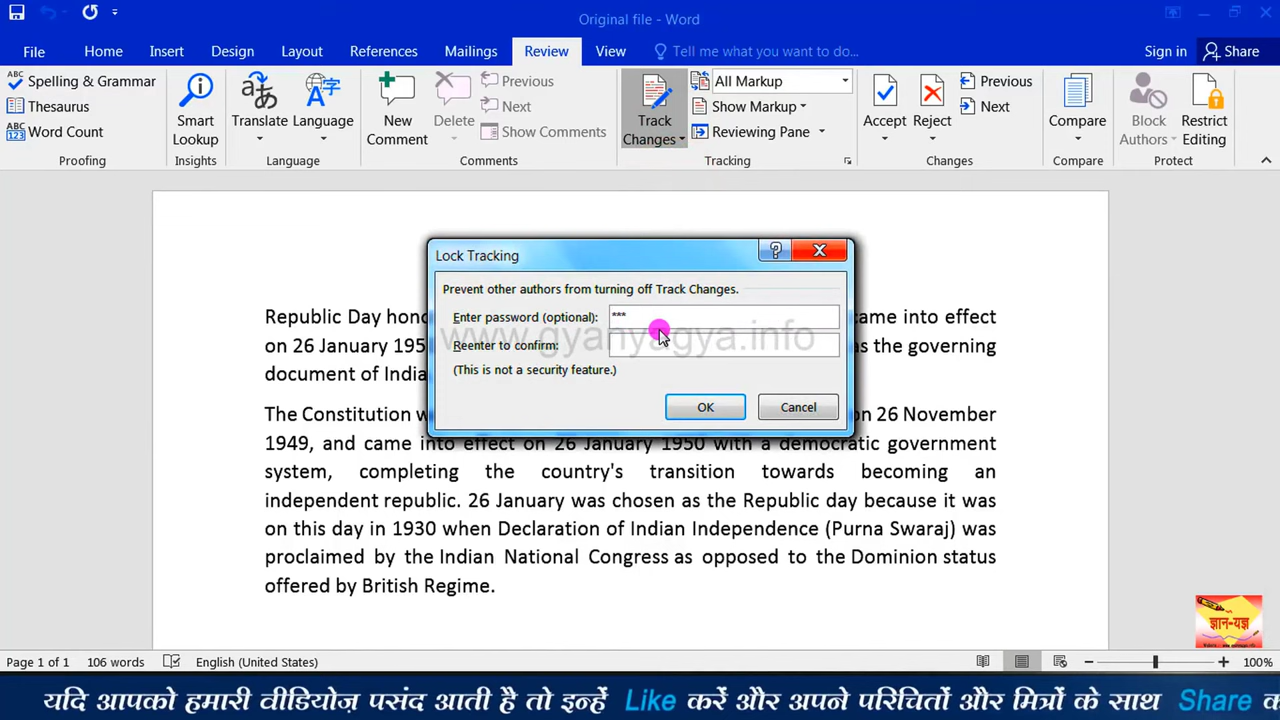 Original file - Word
File Home Insert Design Layout References Mailings Review View Tell me what you want to do... Sign in Share
ABC Spelling & Grammar
Thesaurus
ABC 123 Word Count
Proofing
Smart Lookup
Insights
Translate Language
Language
New Comment
Delete
Previous
Next
Show Comments
Comments
Track Changes
All Markup
Show Markup
Reviewing Pane
Tracking
Accept Reject
Previous
Next
Changes
Compare
Compare
Block Authors
Restrict Editing
Protect
Lock Tracking
Prevent other authors from turning off Track Changes.
Enter password (optional): ***
Reenter to confirm:
(This is not a security feature.)
OK Cancel
www.gyanyagya.info
Republic Day came into effect
on 26 January as the governing
document of
The Constitution on 26 November
1949, and came into effect on 26 January 1950 with a democratic government
system, completing the country's transition towards becoming an
independent republic. 26 January was chosen as the Republic day because it was
on this day in 1930 when Declaration of Indian Independence (Purna Swaraj) was
proclaimed by the Indian National Congress as opposed to the Dominion status
offered by British Regime.
ज्ञान-यज्ञ
Page 1 of 1 106 words English (United States) 100%
यदि आपको हमारी वीडियोज़ पसंद आती है तो इन्हें Like करें और अपने परिचितों और मित्रों के साथ Share